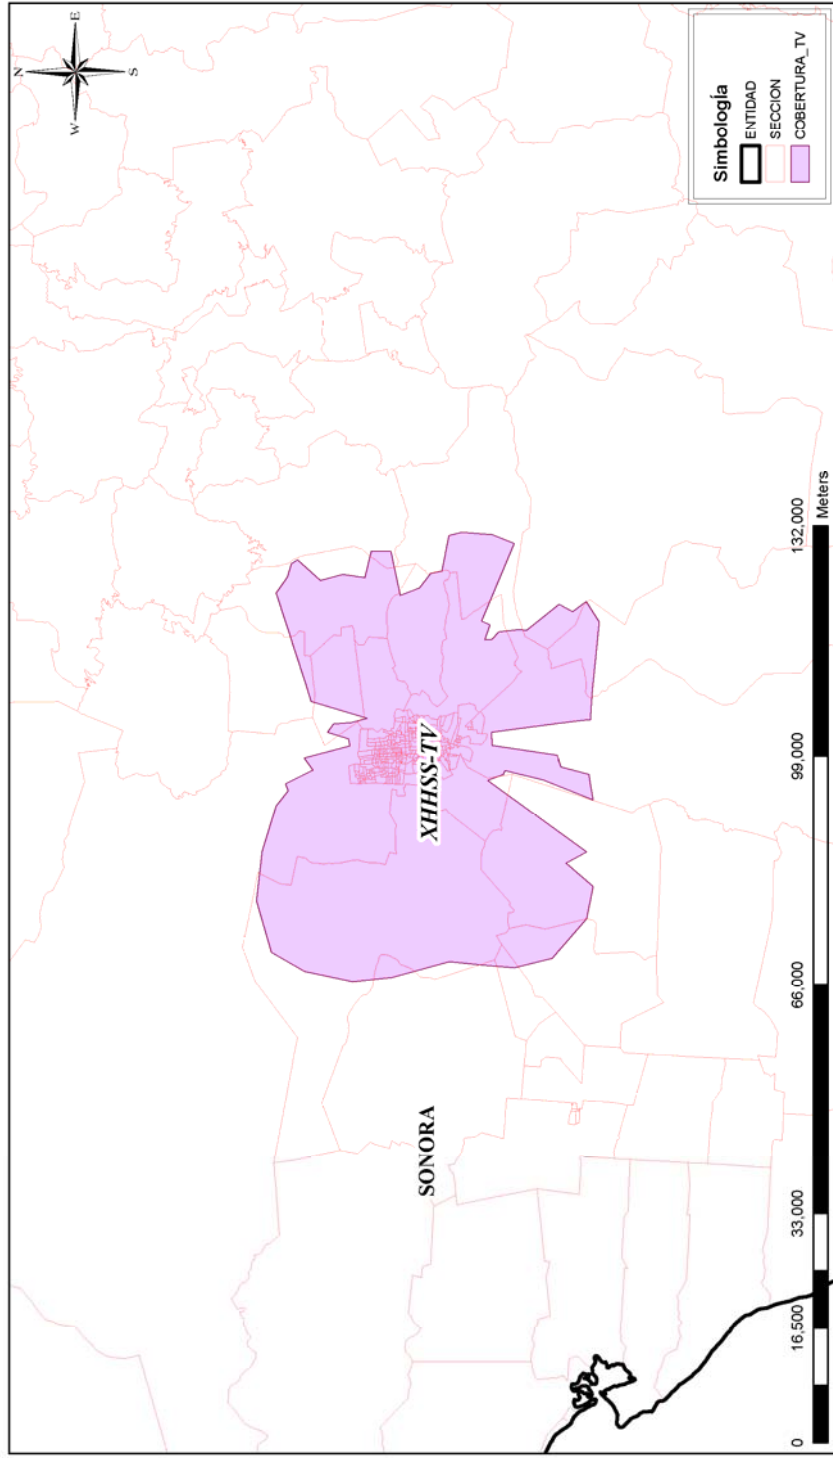 N
W E
S
XHHSS-TV
SONORA
Simbología
ENTIDAD
SECCION
COBERTURA_TV
0 16,500 33,000 66,000 99,000 132,000
Meters